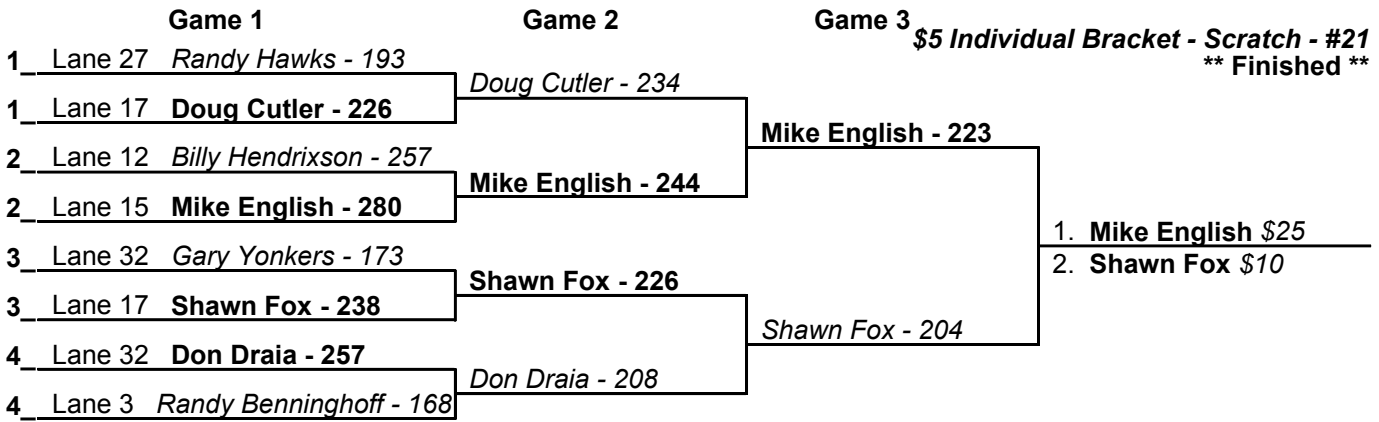 Game 1 Game 2 Game 3
$5 Individual Bracket - Scratch - #21
** Finished **
1_ Lane 27 Randy Hawks - 193
Doug Cutler - 234
1_ Lane 17 Doug Cutler - 226
Mike English - 223
2_ Lane 12 Billy Hendrixson - 257
Mike English - 244
2_ Lane 15 Mike English - 280
1. Mike English $25
3_ Lane 32 Gary Yonkers - 173
2. Shawn Fox $10
Shawn Fox - 226
3_ Lane 17 Shawn Fox - 238
Shawn Fox - 204
4_ Lane 32 Don Draia - 257
Don Draia - 208
4_ Lane 3 Randy Benninghoff - 168